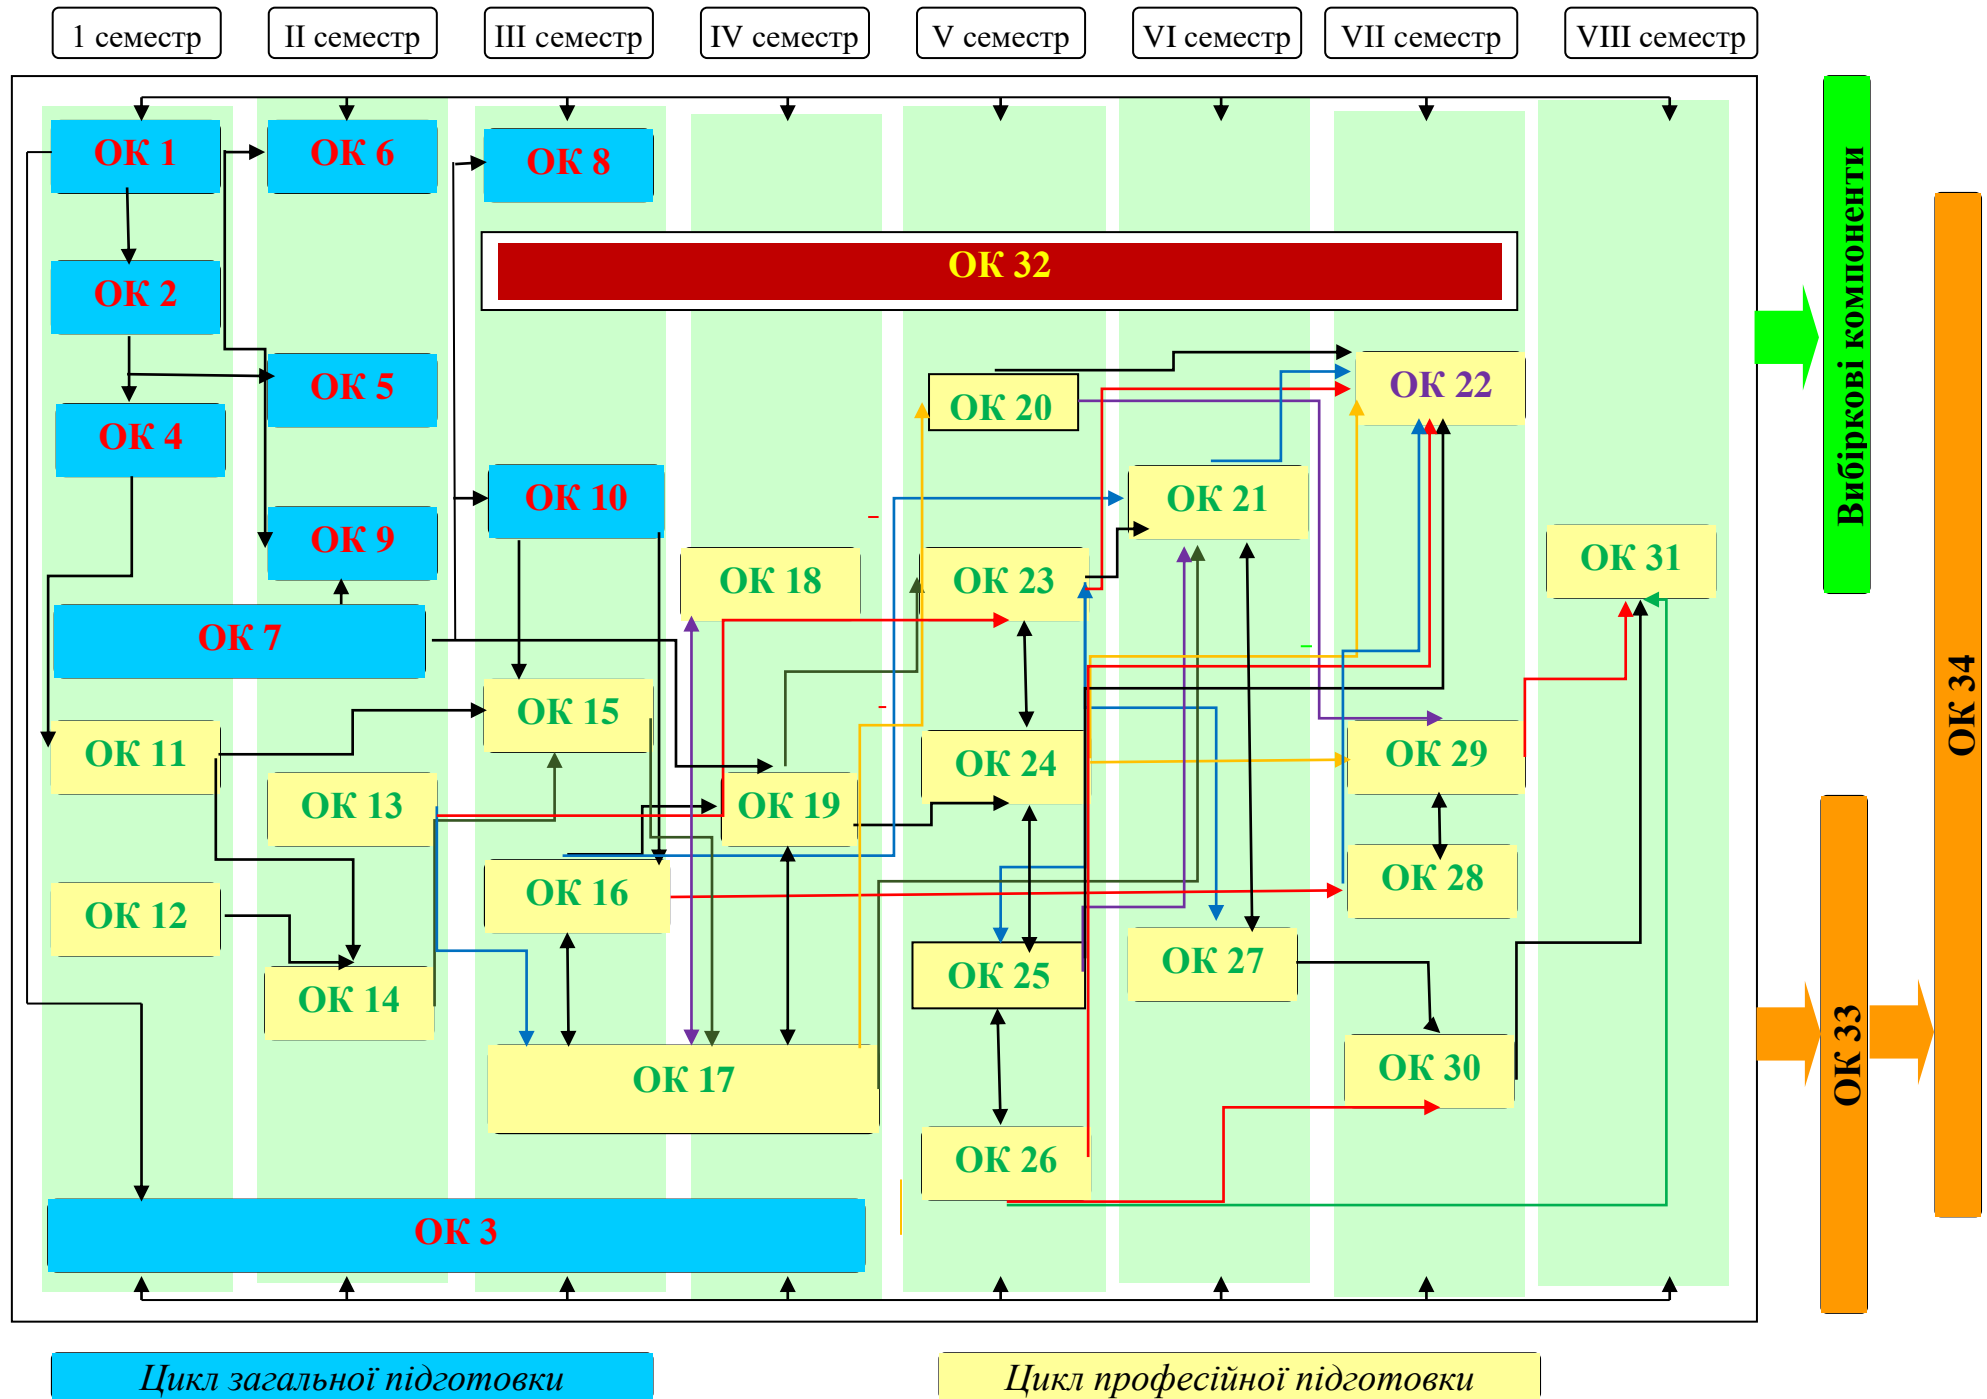 1 семестр
II семестр
III семестр
IV семестр
V семестр
VI семестр
VII семестр
VIII семестр
ОК 1
ОК 6
ОК 8
ОК 32
ОК 2
ОК 5
ОК 4
ОК 20
ОК 22
ОК 9
ОК 10
ОК 21
ОК 18
ОК 23
ОК 31
ОК 7
ОК 15
ОК 11
ОК 24
ОК 29
ОК 13
ОК 19
ОК 16
ОК 28
ОК 12
ОК 14
ОК 25
ОК 27
ОК 17
ОК 30
ОК 26
ОК 3
Вибіркові компоненти
ОК 33
ОК 34
Цикл загальної підготовки
Цикл професійної підготовки